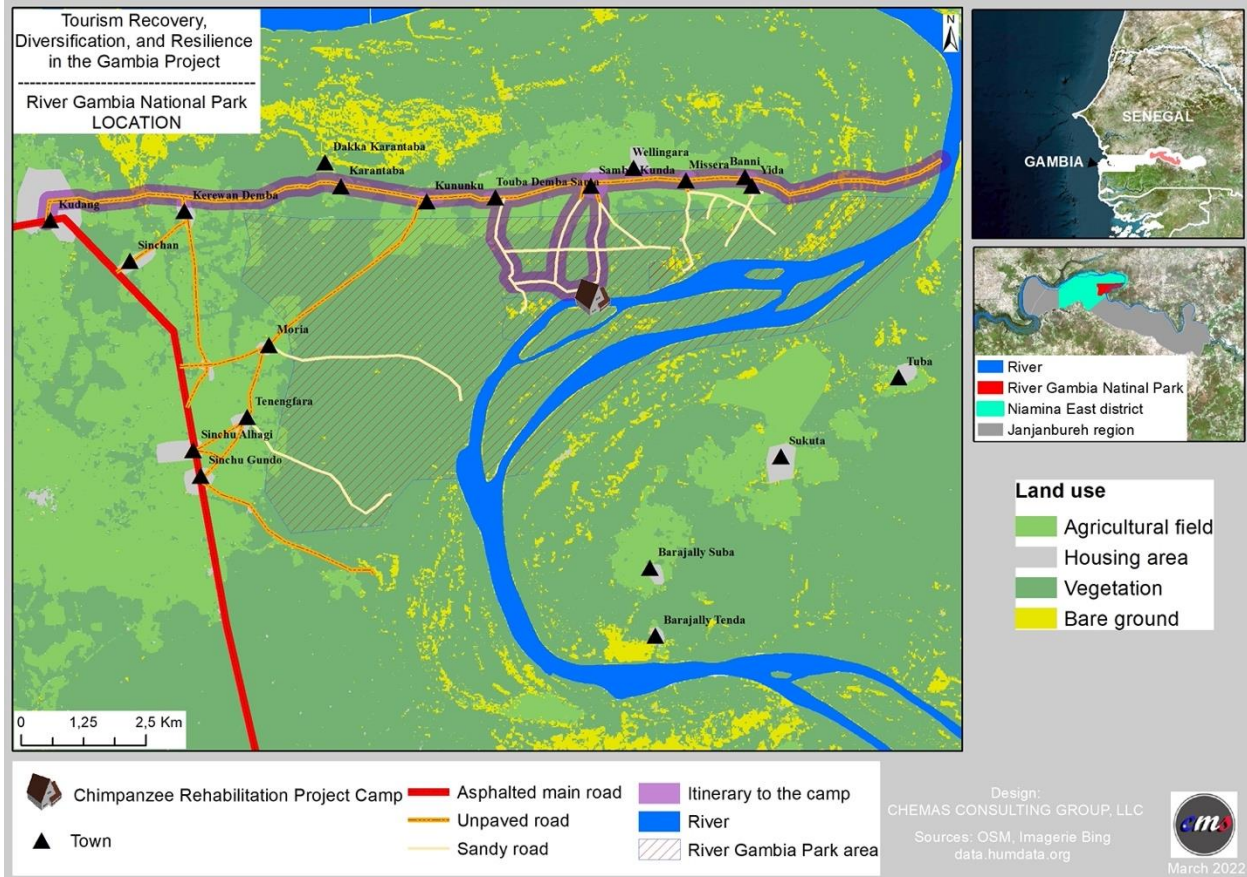 Tourism Recovery,
Diversification, and Resilience
in the Gambia Project
River Gambia National Park
LOCATION
N
Wellingara
Dakka Karantaba
Karantaba
Kununku
Touba Demba Sama
Samba Kunda
Missera
Banni
Yida
Kerewan Demba
Kudang
Sinchan
Moria
Tenengfara
Sinchu Alhagi
Sinchu Gundo
Tuba
Sukuta
Barajally Suba
Barajally Tenda
0 1,25 2,5 Km
SENEGAL
GAMBIA
River
River Gambia Natinal Park
Niamina East district
Janjanbureh region
Land use
Agricultural field
Housing area
Vegetation
Bare ground
Chimpanzee Rehabilitation Project Camp
Town
Asphalted main road
Unpaved road
Sandy road
Itinerary to the camp
River
River Gambia Park area
Design:
CHEMAS CONSULTING GROUP, LLC
Sources: OSM, Imagerie Bing
data.humdata.org
cms
March 2022